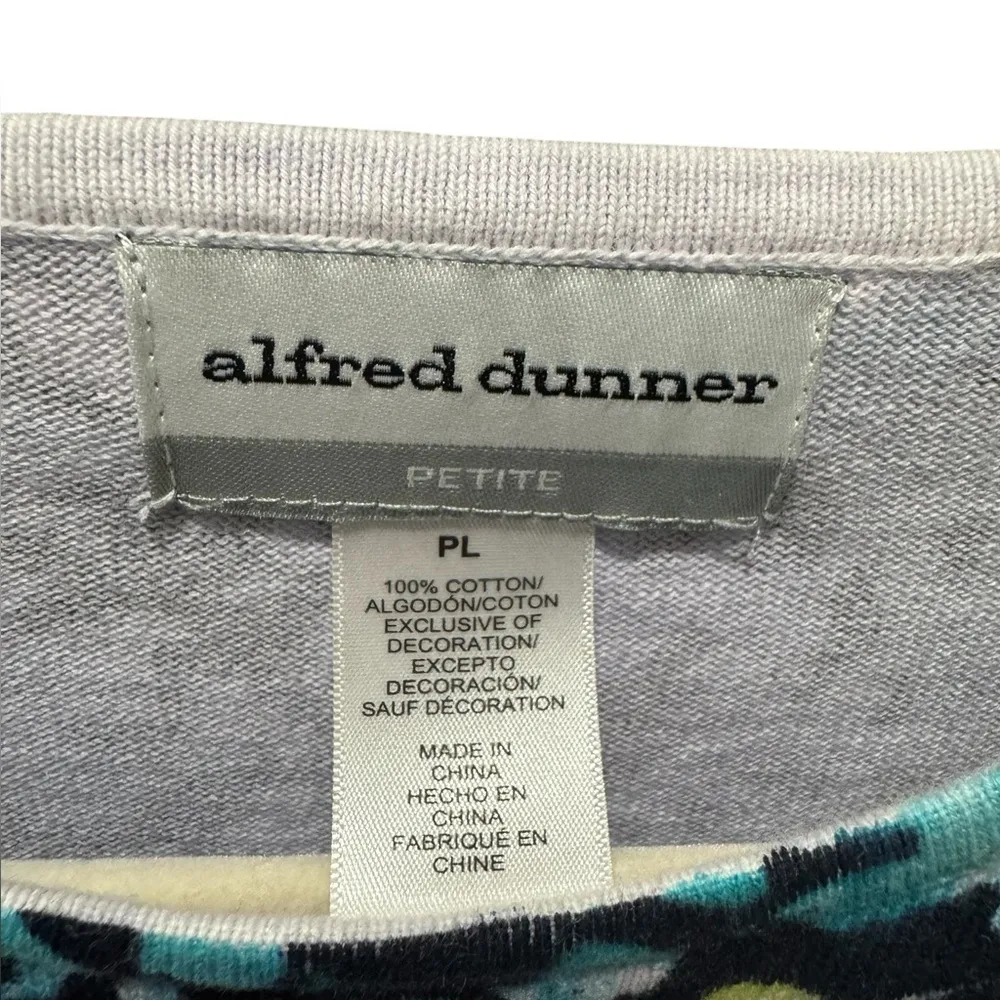 alfred dunner
PETITE
PL
100% COTTON/
ALGODÓN/COTON
EXCLUSIVE OF
DECORATION/
EXCEPTO
DECORACIÓN/
SAUF DÉCORATION
MADE IN
CHINA
HECHO EN
CHINA
FABRIQUÉ EN
CHINE